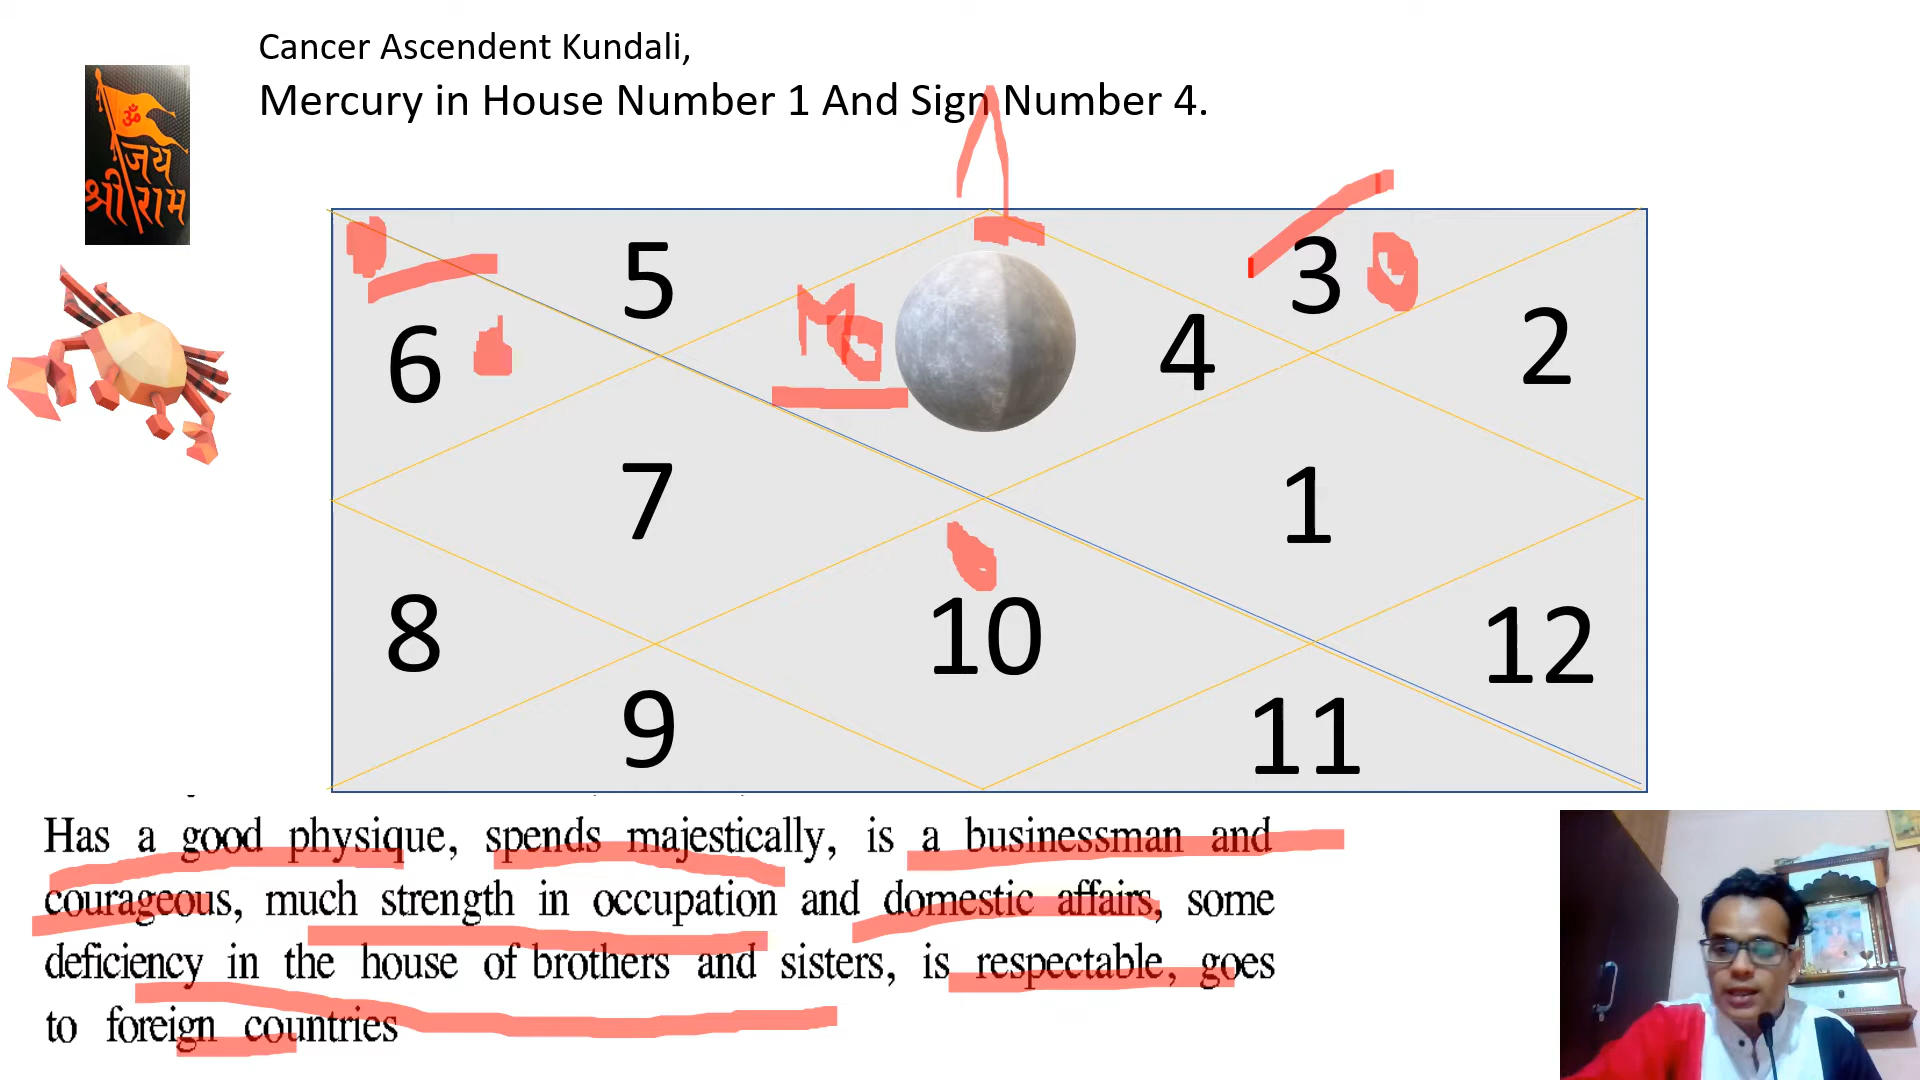 Cancer Ascendent Kundali,
Mercury in House Number 1 And Sign Number 4.
ॐ
जय
श्री राम
5
3
6
4
2
7
1
8
10
12
9
11
Has a good physique, spends majestically, is a businessman and
courageous, much strength in occupation and domestic affairs, some
deficiency in the house of brothers and sisters, is respectable, goes
to foreign countries